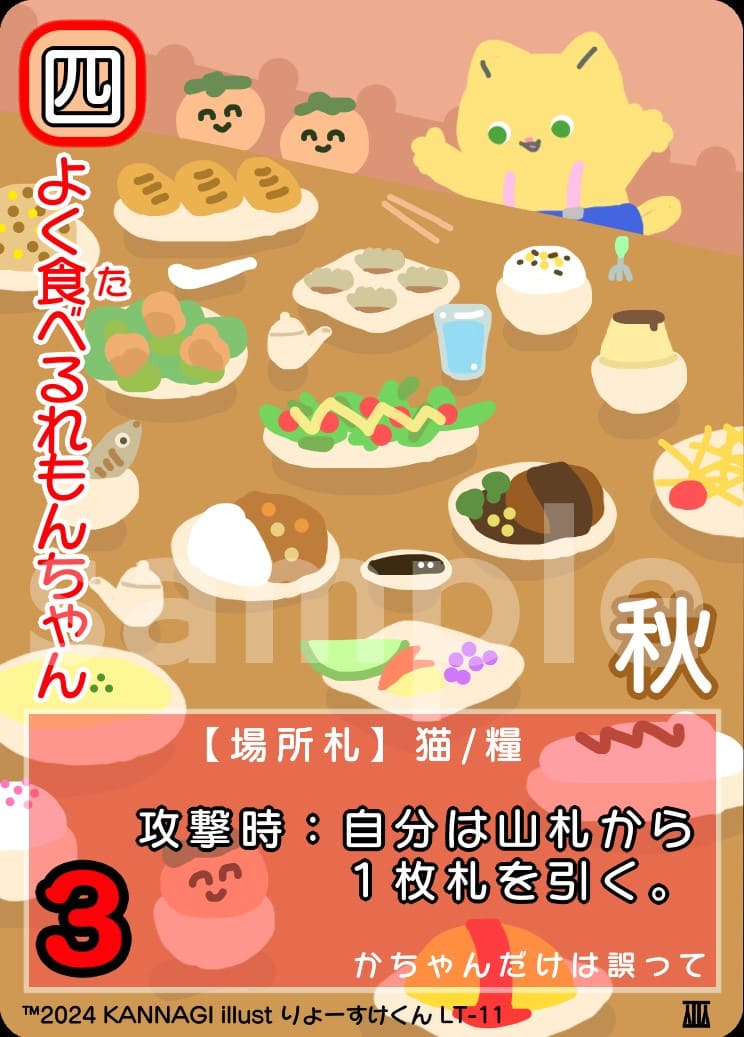 四
よく食べるれもんちゃん
た
sample
秋
【場所札】猫/糧
攻撃時：自分は山札から
１枚札を引く。
3
かちゃんだけは誤って
™2024 KANNAGI illust りょーすけくん LT-11